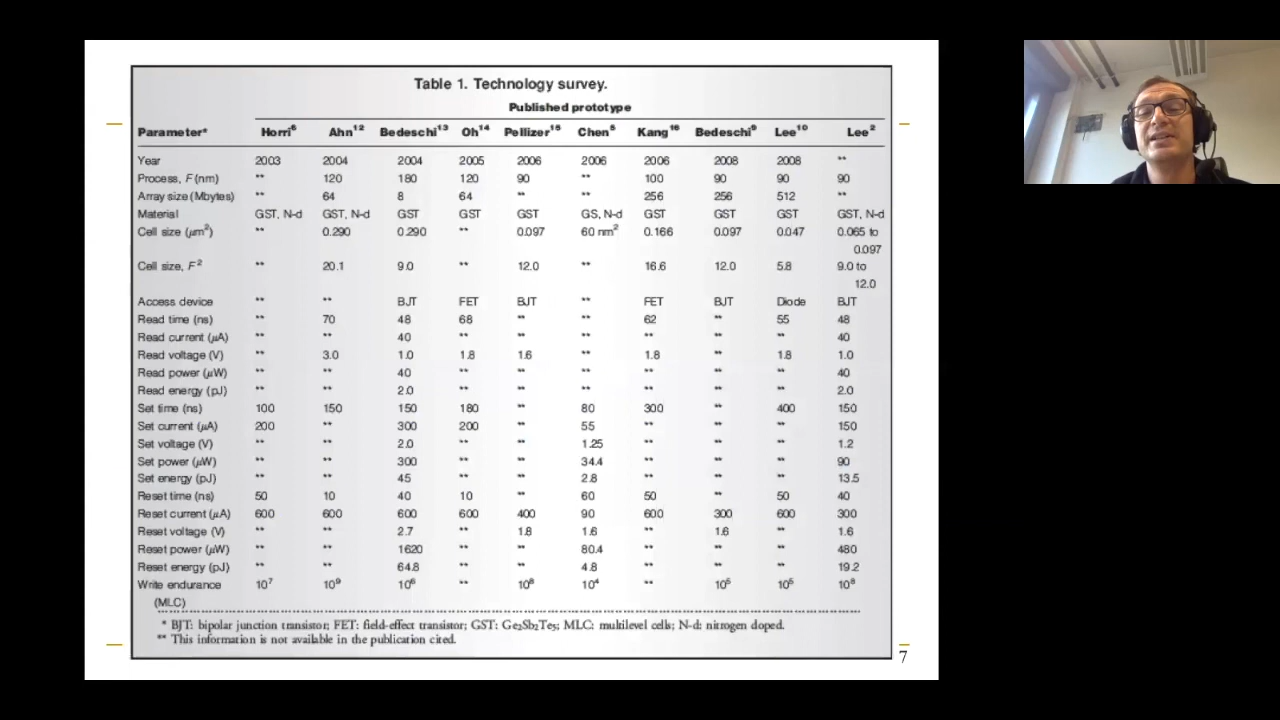 Table 1. Technology survey.
Published prototype
Parameter* Horri⁶ Ahn¹² Bedeschi¹³ Oh¹⁴ Pellizer¹⁵ Chen⁵ Kang¹⁶ Bedeschi⁹ Lee¹⁰ Lee²
Year 2003 2004 2004 2005 2006 2006 2006 2008 2008 **
Process, F (nm) ** 120 180 120 90 ** 100 90 90 90
Array size (Mbytes) ** 64 8 64 ** ** 256 256 512 **
Material GST, N-d GST, N-d GST GST GST GS, N-d GST GST GST GST, N-d
Cell size (μm²) ** 0.290 0.290 ** 0.097 60 nm² 0.166 0.097 0.047 0.065 to
0.097
Cell size, F² ** 20.1 9.0 ** 12.0 ** 16.6 12.0 5.8 9.0 to
12.0
Access device ** ** BJT FET BJT ** FET BJT Diode BJT
Read time (ns) ** 70 48 68 ** ** 62 ** 55 48
Read current (μA) ** ** 40 ** ** ** ** ** ** 40
Read voltage (V) ** 3.0 1.0 1.8 1.6 ** 1.8 ** 1.8 1.0
Read power (μW) ** ** 40 ** ** ** ** ** ** 40
Read energy (pJ) ** ** 2.0 ** ** ** ** ** ** 2.0
Set time (ns) 100 150 150 180 ** 80 300 ** 400 150
Set current (μA) 200 ** 300 200 ** 55 ** ** ** 150
Set voltage (V) ** ** 2.0 ** ** 1.25 ** ** ** 1.2
Set power (μW) ** ** 300 ** ** 34.4 ** ** ** 90
Set energy (pJ) ** ** 45 ** ** 2.8 ** ** ** 13.5
Reset time (ns) 50 10 40 10 ** 60 50 ** 50 40
Reset current (μA) 600 600 600 600 400 90 600 300 600 300
Reset voltage (V) ** ** 2.7 ** 1.8 1.6 ** 1.6 ** 1.6
Reset power (μW) ** ** 1620 ** ** 80.4 ** ** ** 480
Reset energy (pJ) ** ** 64.8 ** ** 4.8 ** ** ** 19.2
Write endurance 10⁷ 10⁹ 10⁶ ** 10⁸ 10⁴ ** 10⁵ 10⁵ 10⁸
(MLC)
* BJT: bipolar junction transistor; FET: field-effect transistor; GST: Ge₂Sb₂Te₅; MLC: multilevel cells; N-d: nitrogen doped.
** This information is not available in the publication cited.
7